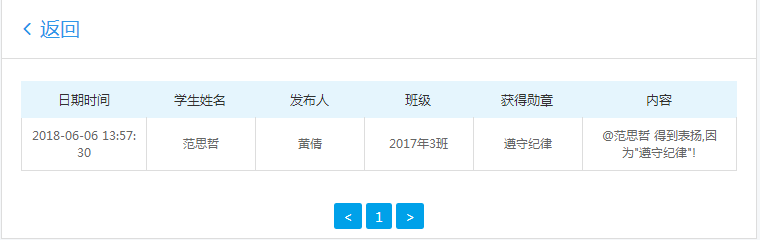 < 返回
日期时间 学生姓名 发布人 班级 获得勋章 内容
2018-06-06 13:57:
30
范思哲 黄倩 2017年3班 遵守纪律
@范思哲 得到表扬,因
为"遵守纪律"!
< 1 >